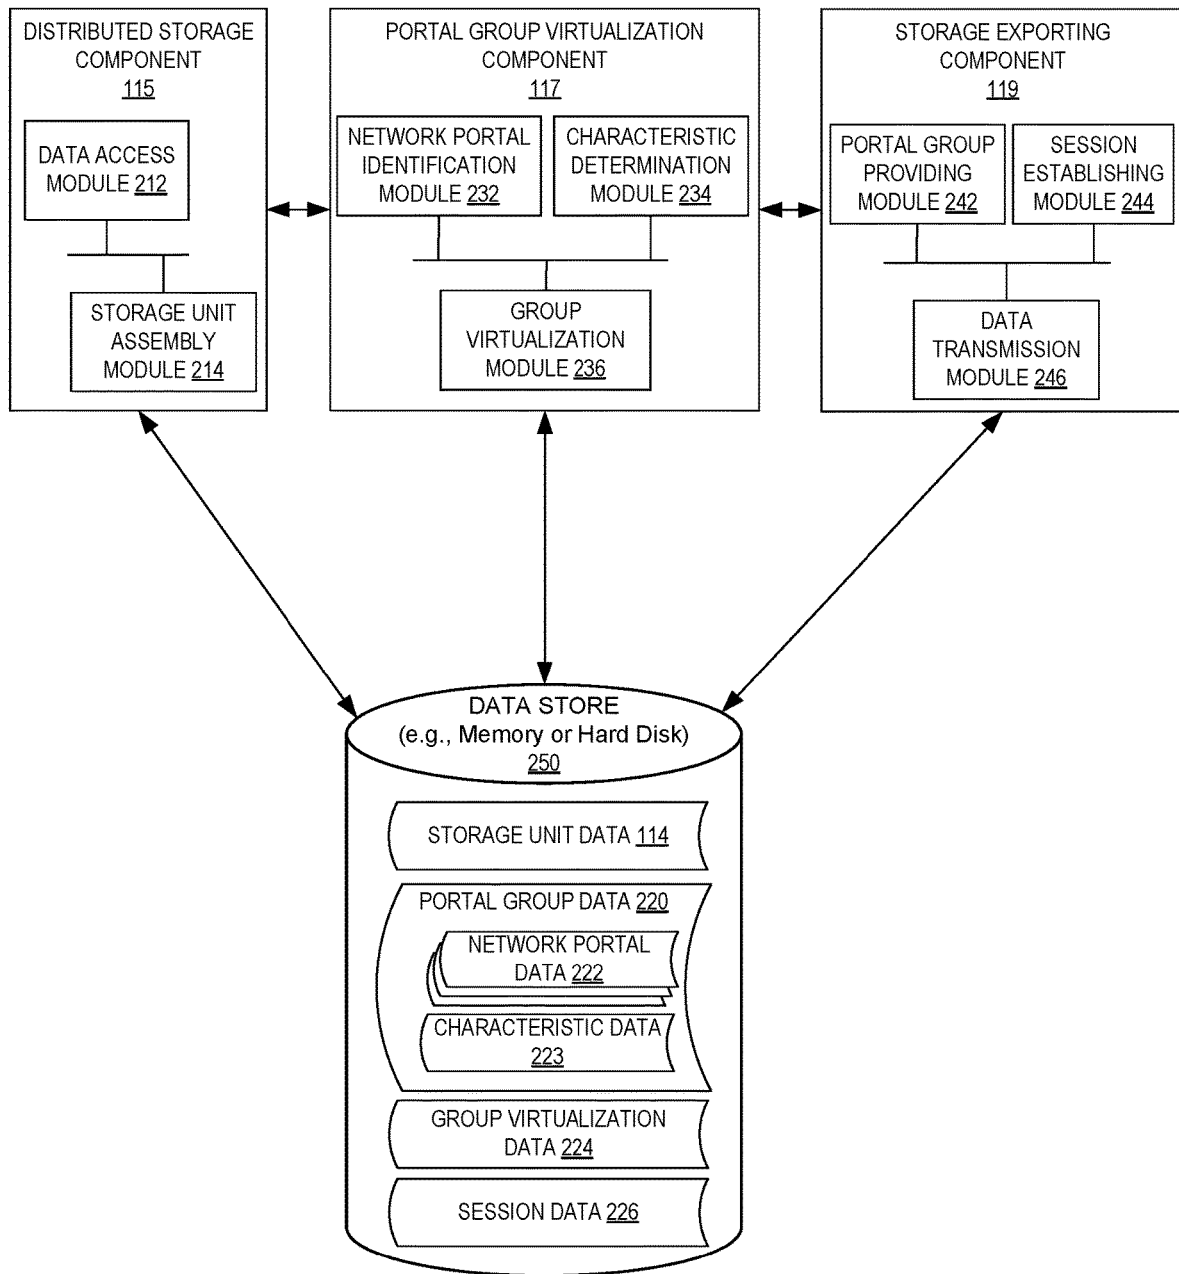 DISTRIBUTED STORAGE
COMPONENT
115
DATA ACCESS
MODULE 212
STORAGE UNIT
ASSEMBLY
MODULE 214
PORTAL GROUP VIRTUALIZATION
COMPONENT
117
NETWORK PORTAL
IDENTIFICATION
MODULE 232
CHARACTERISTIC
DETERMINATION
MODULE 234
GROUP
VIRTUALIZATION
MODULE 236
STORAGE EXPORTING
COMPONENT
119
PORTAL GROUP
PROVIDING
MODULE 242
SESSION
ESTABLISHING
MODULE 244
DATA
TRANSMISSION
MODULE 246
DATA STORE
(e.g., Memory or Hard Disk)
250
STORAGE UNIT DATA 114
PORTAL GROUP DATA 220
NETWORK PORTAL
DATA 222
CHARACTERISTIC DATA
223
GROUP VIRTUALIZATION
DATA 224
SESSION DATA 226